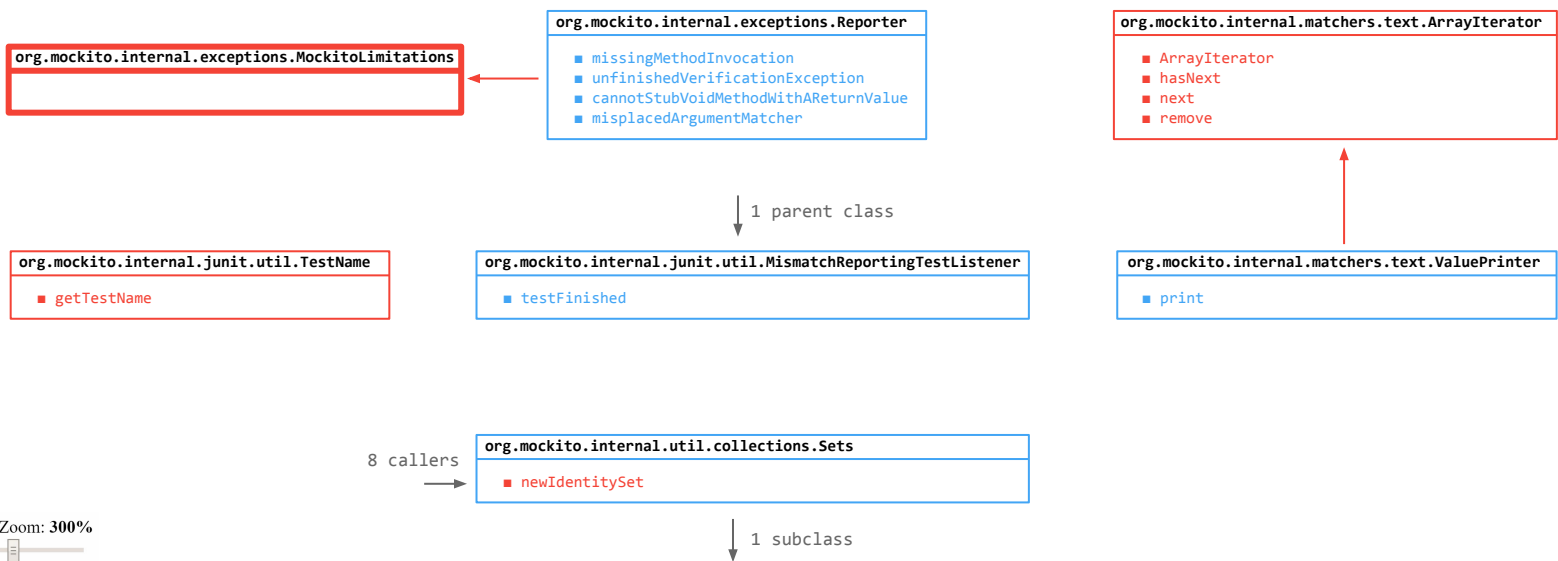 org.mockito.internal.exceptions.MockitoLimitations
org.mockito.internal.exceptions.Reporter
missingMethodInvocation
unfinishedVerificationException
cannotStubVoidMethodWithAReturnValue
misplacedArgumentMatcher
org.mockito.internal.matchers.text.ArrayIterator
ArrayIterator
hasNext
next
remove
1 parent class
org.mockito.internal.junit.util.TestName
getTestName
org.mockito.internal.junit.util.MismatchReportingTestListener
testFinished
org.mockito.internal.matchers.text.ValuePrinter
print
8 callers
org.mockito.internal.util.collections.Sets
newIdentitySet
Zoom: 300%
1 subclass